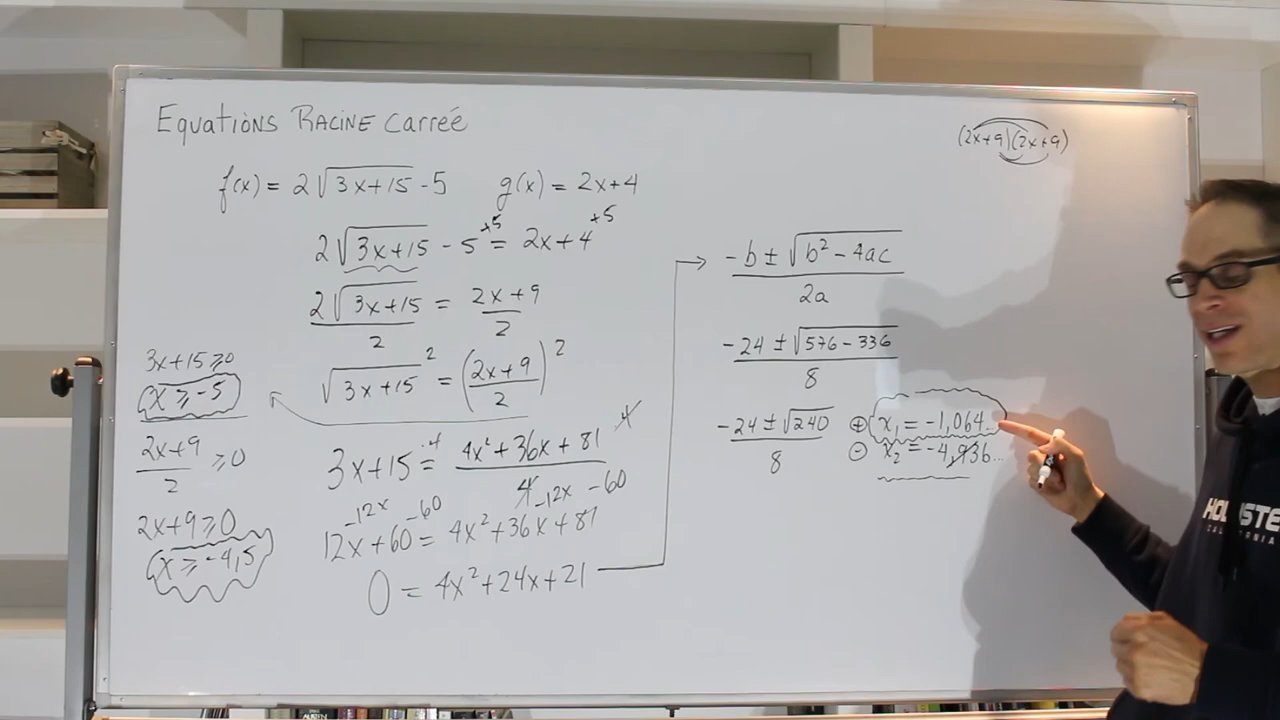 Equations RACINE Carrée
f(x) = 2√(3x+15) - 5    g(x) = 2x+4
2√(3x+15) - 5 +5 = 2x+4 +5
2√(3x+15) / 2 = 2x+9 / 2
√(3x+15)² = (2x+9 / 2)²
·4 3x+15 = 4x²+36x+81 / 4 ·4
-12x -60 -12x -60
12x+60 = 4x²+36x+81
0 = 4x²+24x+21
3x+15⩾0
x ⩾ -5
2x+9 / 2 ⩾0
2x+9⩾0
x ⩾ -4,5
(2x+9)(2x+9)
-b ± √(b² - 4ac) / 2a
-24 ± √(576 - 336) / 8
-24 ± √240 / 8
⊕ x₁ = -1,064...
⊖ x₂ = -4,936...